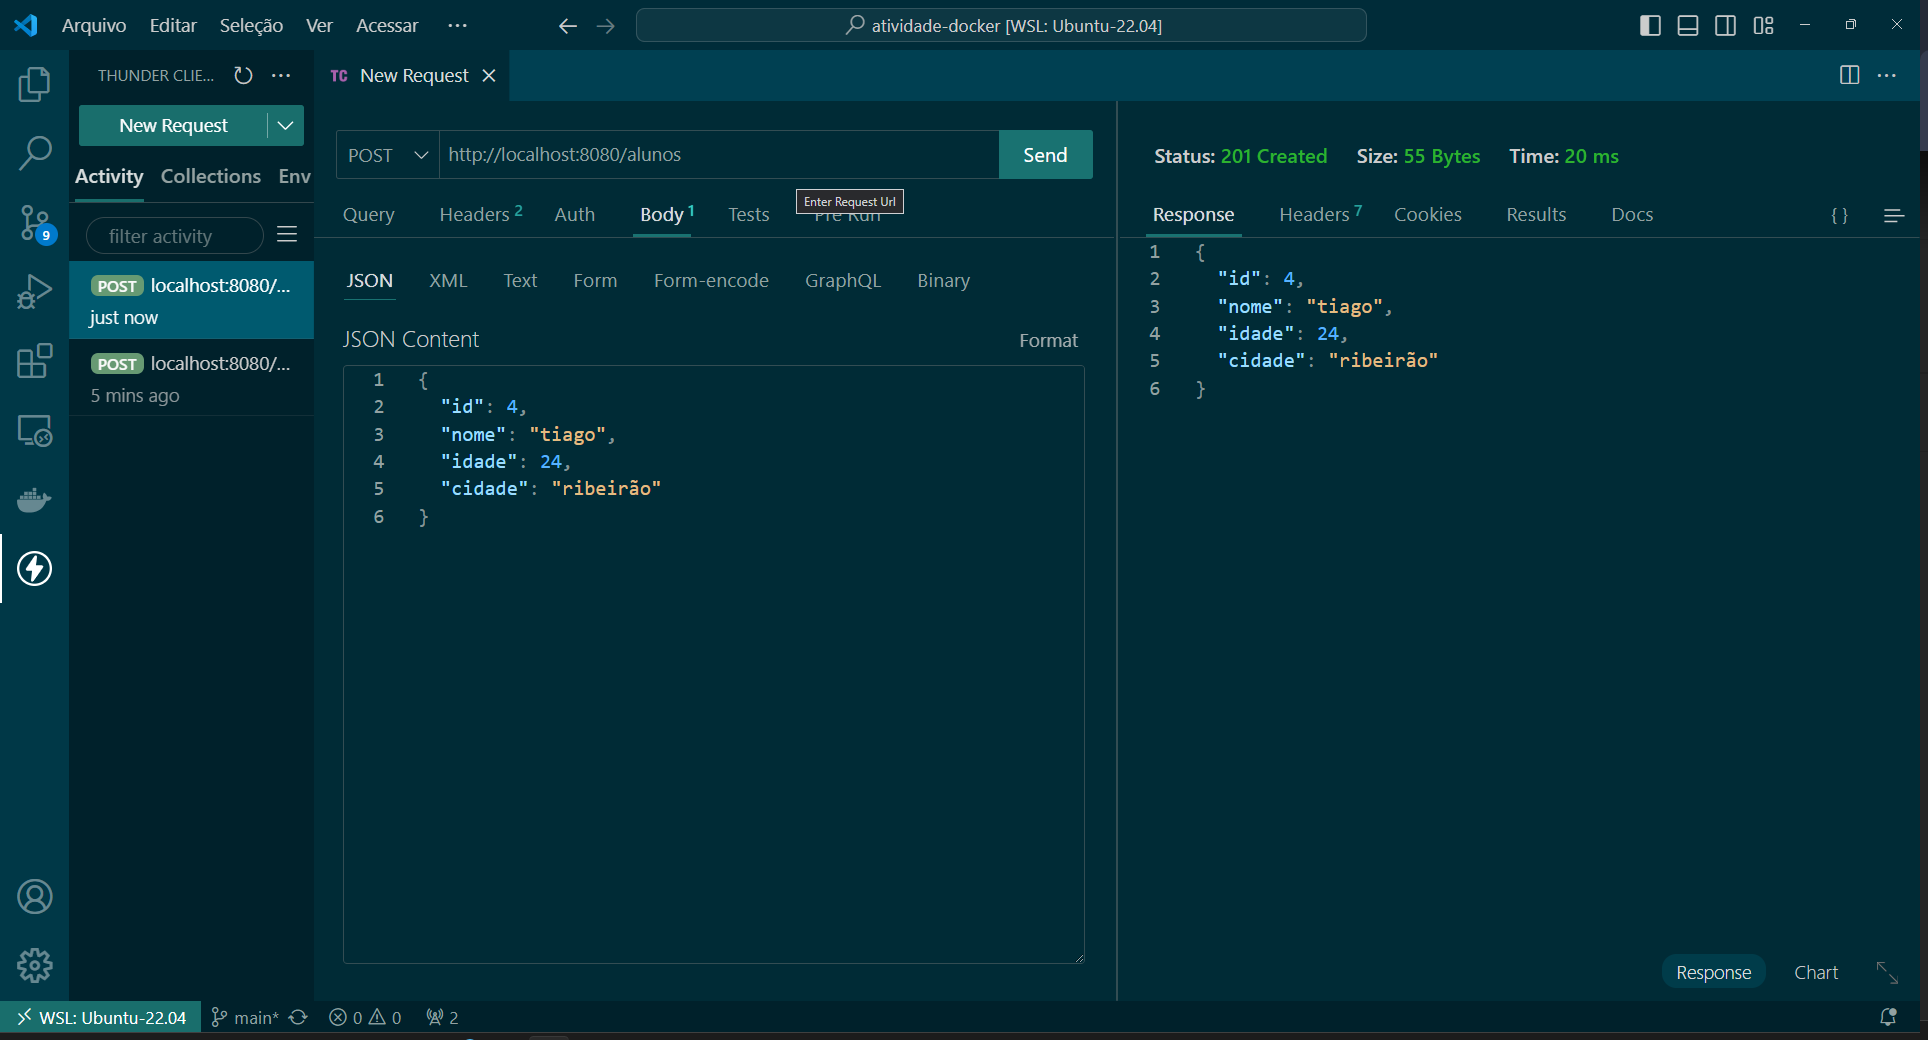 Arquivo Editar Seleção Ver Acessar ···
atividade-docker [WSL: Ubuntu-22.04]
THUNDER CLIE...
New Request
Activity Collections Env
filter activity
POST localhost:8080/...
just now
POST localhost:8080/...
5 mins ago
9
TC New Request
POST http://localhost:8080/alunos Send
Enter Request Url
Query Headers 2 Auth Body 1 Tests Pre Run
JSON XML Text Form Form-encode GraphQL Binary
JSON Content Format
1 {
2 "id": 4,
3 "nome": "tiago",
4 "idade": 24,
5 "cidade": "ribeirão"
6 }
Status: 201 Created Size: 55 Bytes Time: 20 ms
Response Headers 7 Cookies Results Docs { }
1 {
2 "id": 4,
3 "nome": "tiago",
4 "idade": 24,
5 "cidade": "ribeirão"
6 }
Response Chart
WSL: Ubuntu-22.04 main* 0 0 2